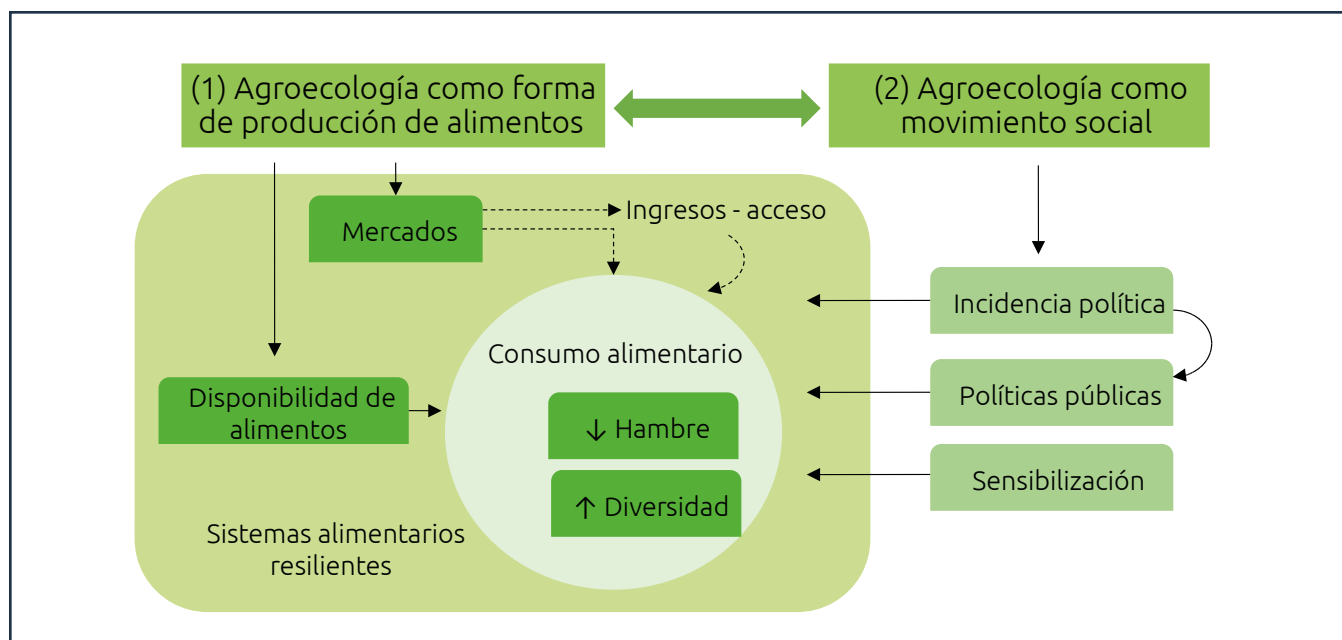 (1) Agroecología como forma
de producción de alimentos
(2) Agroecología como
movimiento social
Mercados
Ingresos - acceso
Incidencia política
Consumo alimentario
Políticas públicas
Disponibilidad de
alimentos
↓ Hambre
Sensibilización
↑ Diversidad
Sistemas alimentarios
resilientes